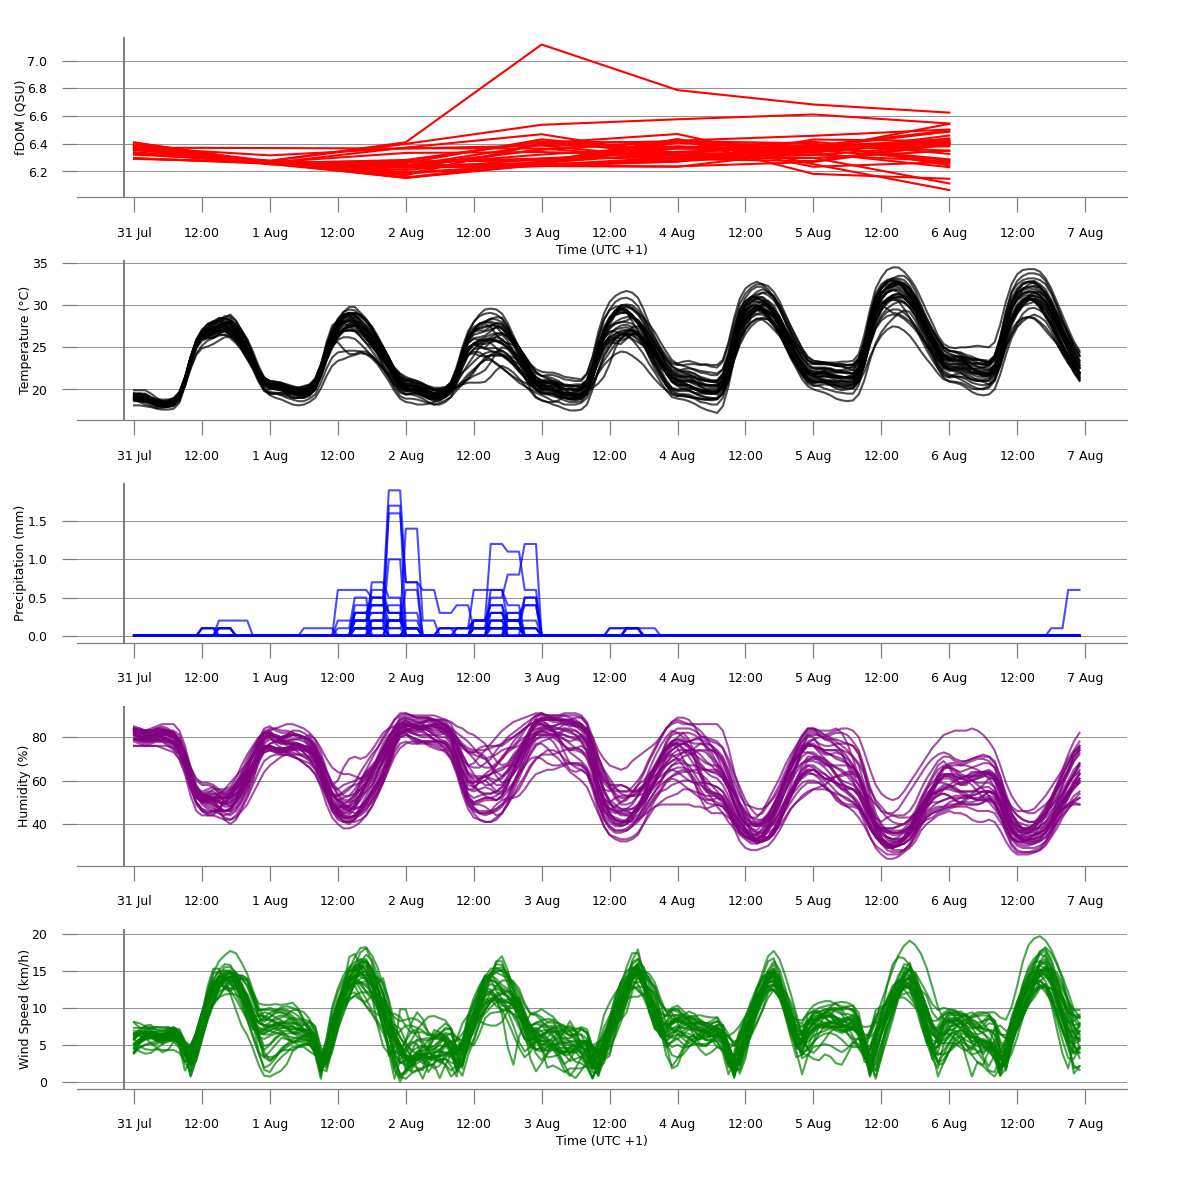 7.0
6.8
6.6
6.4
6.2
fDOM (QSU)
31 Jul 12:00 1 Aug 12:00 2 Aug 12:00 3 Aug 12:00 4 Aug 12:00 5 Aug 12:00 6 Aug 12:00 7 Aug
Time (UTC +1)
35
30
25
20
Temperature (°C)
31 Jul 12:00 1 Aug 12:00 2 Aug 12:00 3 Aug 12:00 4 Aug 12:00 5 Aug 12:00 6 Aug 12:00 7 Aug
1.5
1.0
0.5
0.0
Precipitation (mm)
31 Jul 12:00 1 Aug 12:00 2 Aug 12:00 3 Aug 12:00 4 Aug 12:00 5 Aug 12:00 6 Aug 12:00 7 Aug
80
60
40
Humidity (%)
31 Jul 12:00 1 Aug 12:00 2 Aug 12:00 3 Aug 12:00 4 Aug 12:00 5 Aug 12:00 6 Aug 12:00 7 Aug
20
15
10
5
0
Wind Speed (km/h)
31 Jul 12:00 1 Aug 12:00 2 Aug 12:00 3 Aug 12:00 4 Aug 12:00 5 Aug 12:00 6 Aug 12:00 7 Aug
Time (UTC +1)